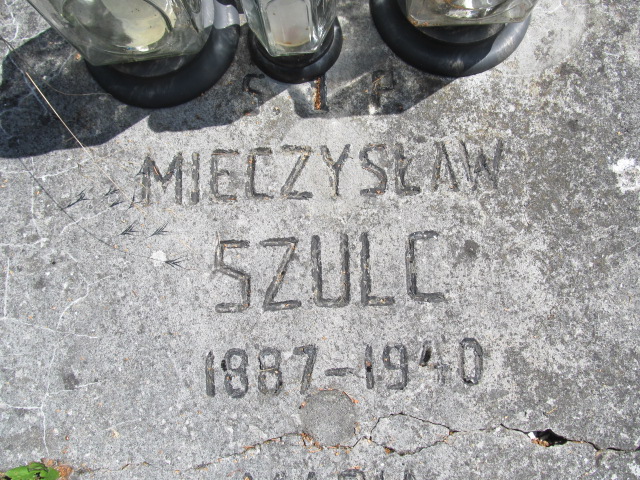 Ś P
MIECZYSŁAW
SZULC
1887-1940